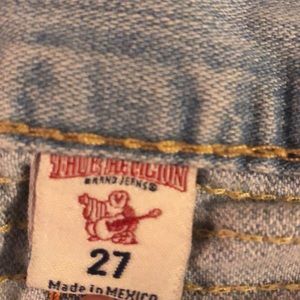 TRUE RELIGION
BRAND JEANS®
27
Made in MEXICO